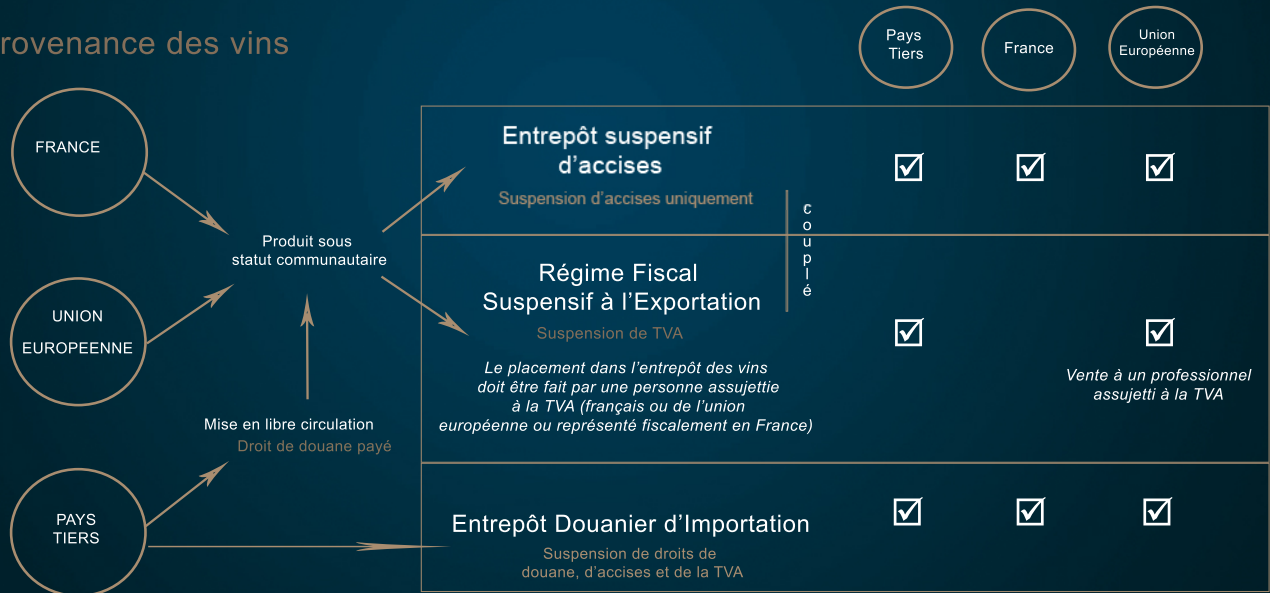 rovenance des vins
Pays
Tiers
France
Union
Européenne
FRANCE
UNION
EUROPEENNE
PAYS
TIERS
Produit sous
statut communautaire
Mise en libre circulation
Droit de douane payé
Entrepôt suspensif
d’accises
Suspension d’accises uniquement
couplé
Régime Fiscal
Suspensif à l’Exportation
Suspension de TVA
Le placement dans l’entrepôt des vins
doit être fait par une personne assujettie
à la TVA (français ou de l’union
européenne ou représenté fiscalement en France)
Vente à un professionnel
assujetti à la TVA
Entrepôt Douanier d’Importation
Suspension de droits de
douane, d’accises et de la TVA